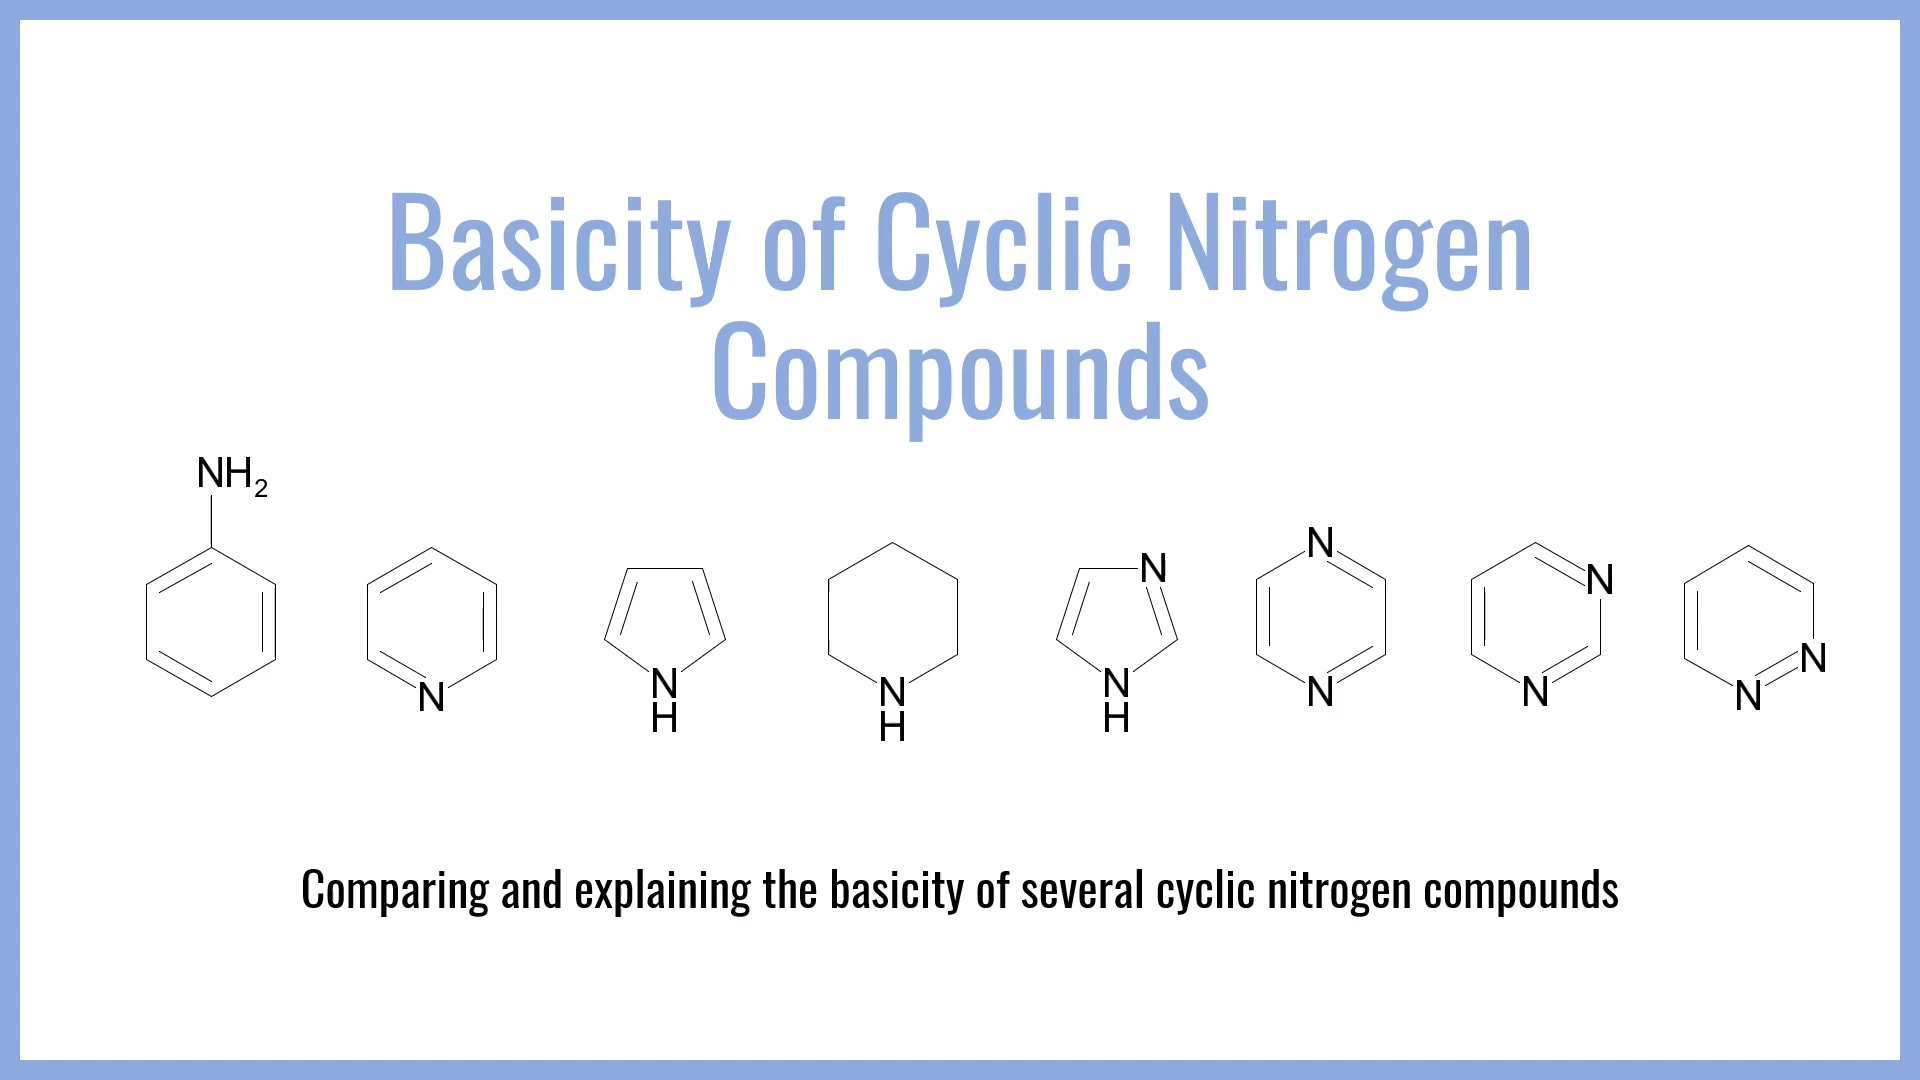 Basicity of Cyclic Nitrogen
Compounds
NH₂
N
N
H
N
H
N
N
H
N
N
N
N
N
N
Comparing and explaining the basicity of several cyclic nitrogen compounds